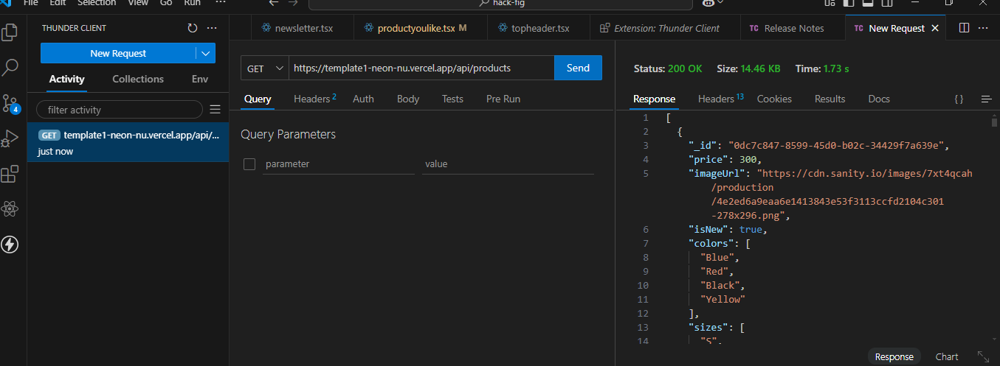 File Edit Selection View Go Run ···
hack-fig
THUNDER CLIENT
New Request
Activity Collections Env
filter activity
GET template1-neon-nu.vercel.app/api/...
just now
4
newsletter.tsx productyoulike.tsx M topheader.tsx Extension: Thunder Client TC Release Notes TC New Request
GET https://template1-neon-nu.vercel.app/api/products Send
Query Headers 2 Auth Body Tests Pre Run
Query Parameters
parameter value
Status: 200 OK Size: 14.46 KB Time: 1.73 s
Response Headers 13 Cookies Results Docs { }
1 [
2 {
3 "_id": "0dc7c847-8599-45d0-b02c-34429f7a639e",
4 "price": 300,
5 "imageUrl": "https://cdn.sanity.io/images/7xt4qcah
/production
/4e2ed6a9eaa6e1413843e53f3113ccfd2104c301
-278x296.png",
6 "isNew": true,
7 "colors": [
8 "Blue",
9 "Red",
10 "Black",
11 "Yellow"
12 ],
13 "sizes": [
14 "S",
Response Chart